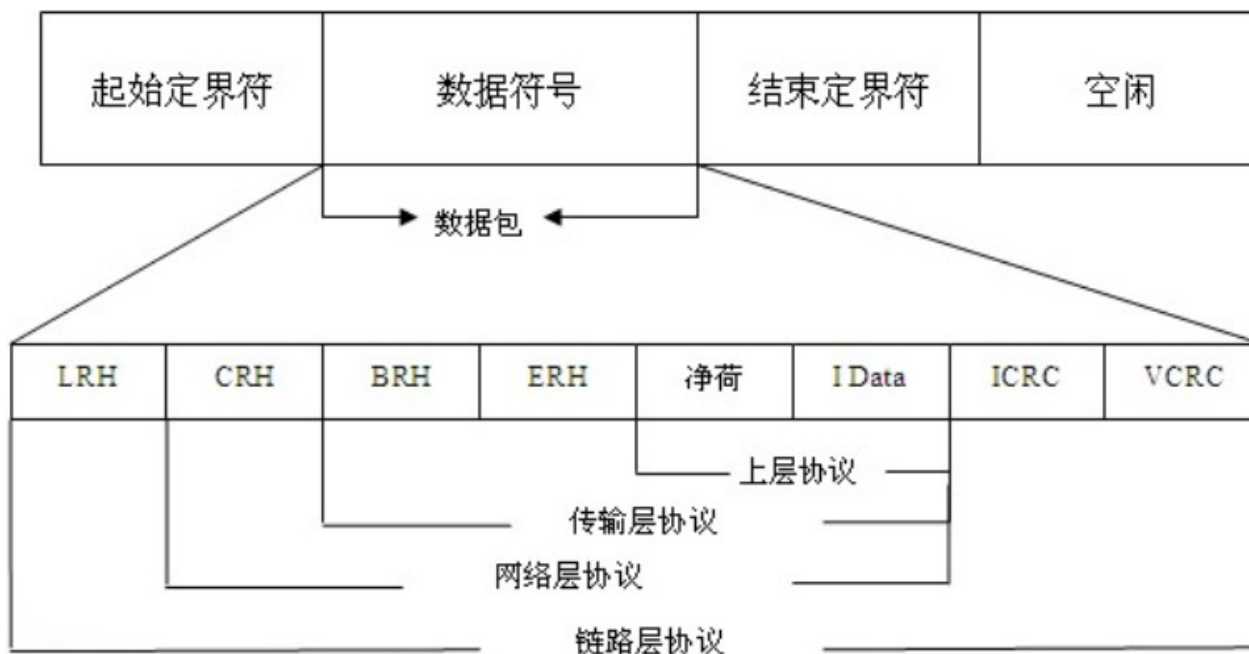 起始定界符 数据符号 结束定界符 空闲
数据包
LRH CRH BRH ERH 净荷 I Data ICRC VCRC
上层协议
传输层协议
网络层协议
链路层协议